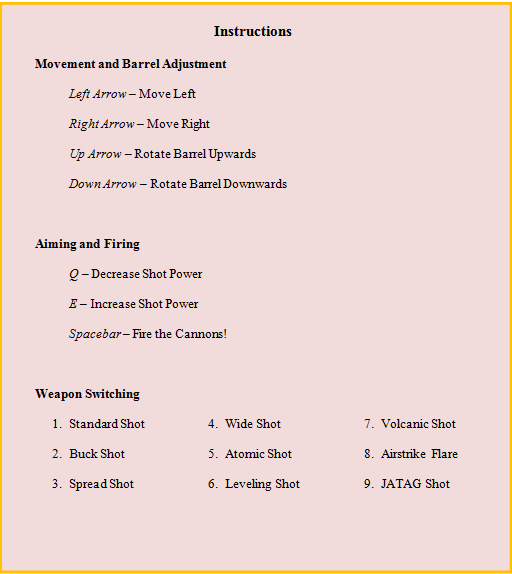 Instructions
Movement and Barrel Adjustment
Left Arrow – Move Left
Right Arrow – Move Right
Up Arrow – Rotate Barrel Upwards
Down Arrow – Rotate Barrel Downwards
Aiming and Firing
Q – Decrease Shot Power
E – Increase Shot Power
Spacebar – Fire the Cannons!
Weapon Switching
1. Standard Shot 4. Wide Shot 7. Volcanic Shot
2. Buck Shot 5. Atomic Shot 8. Airstrike Flare
3. Spread Shot 6. Leveling Shot 9. JATAG Shot